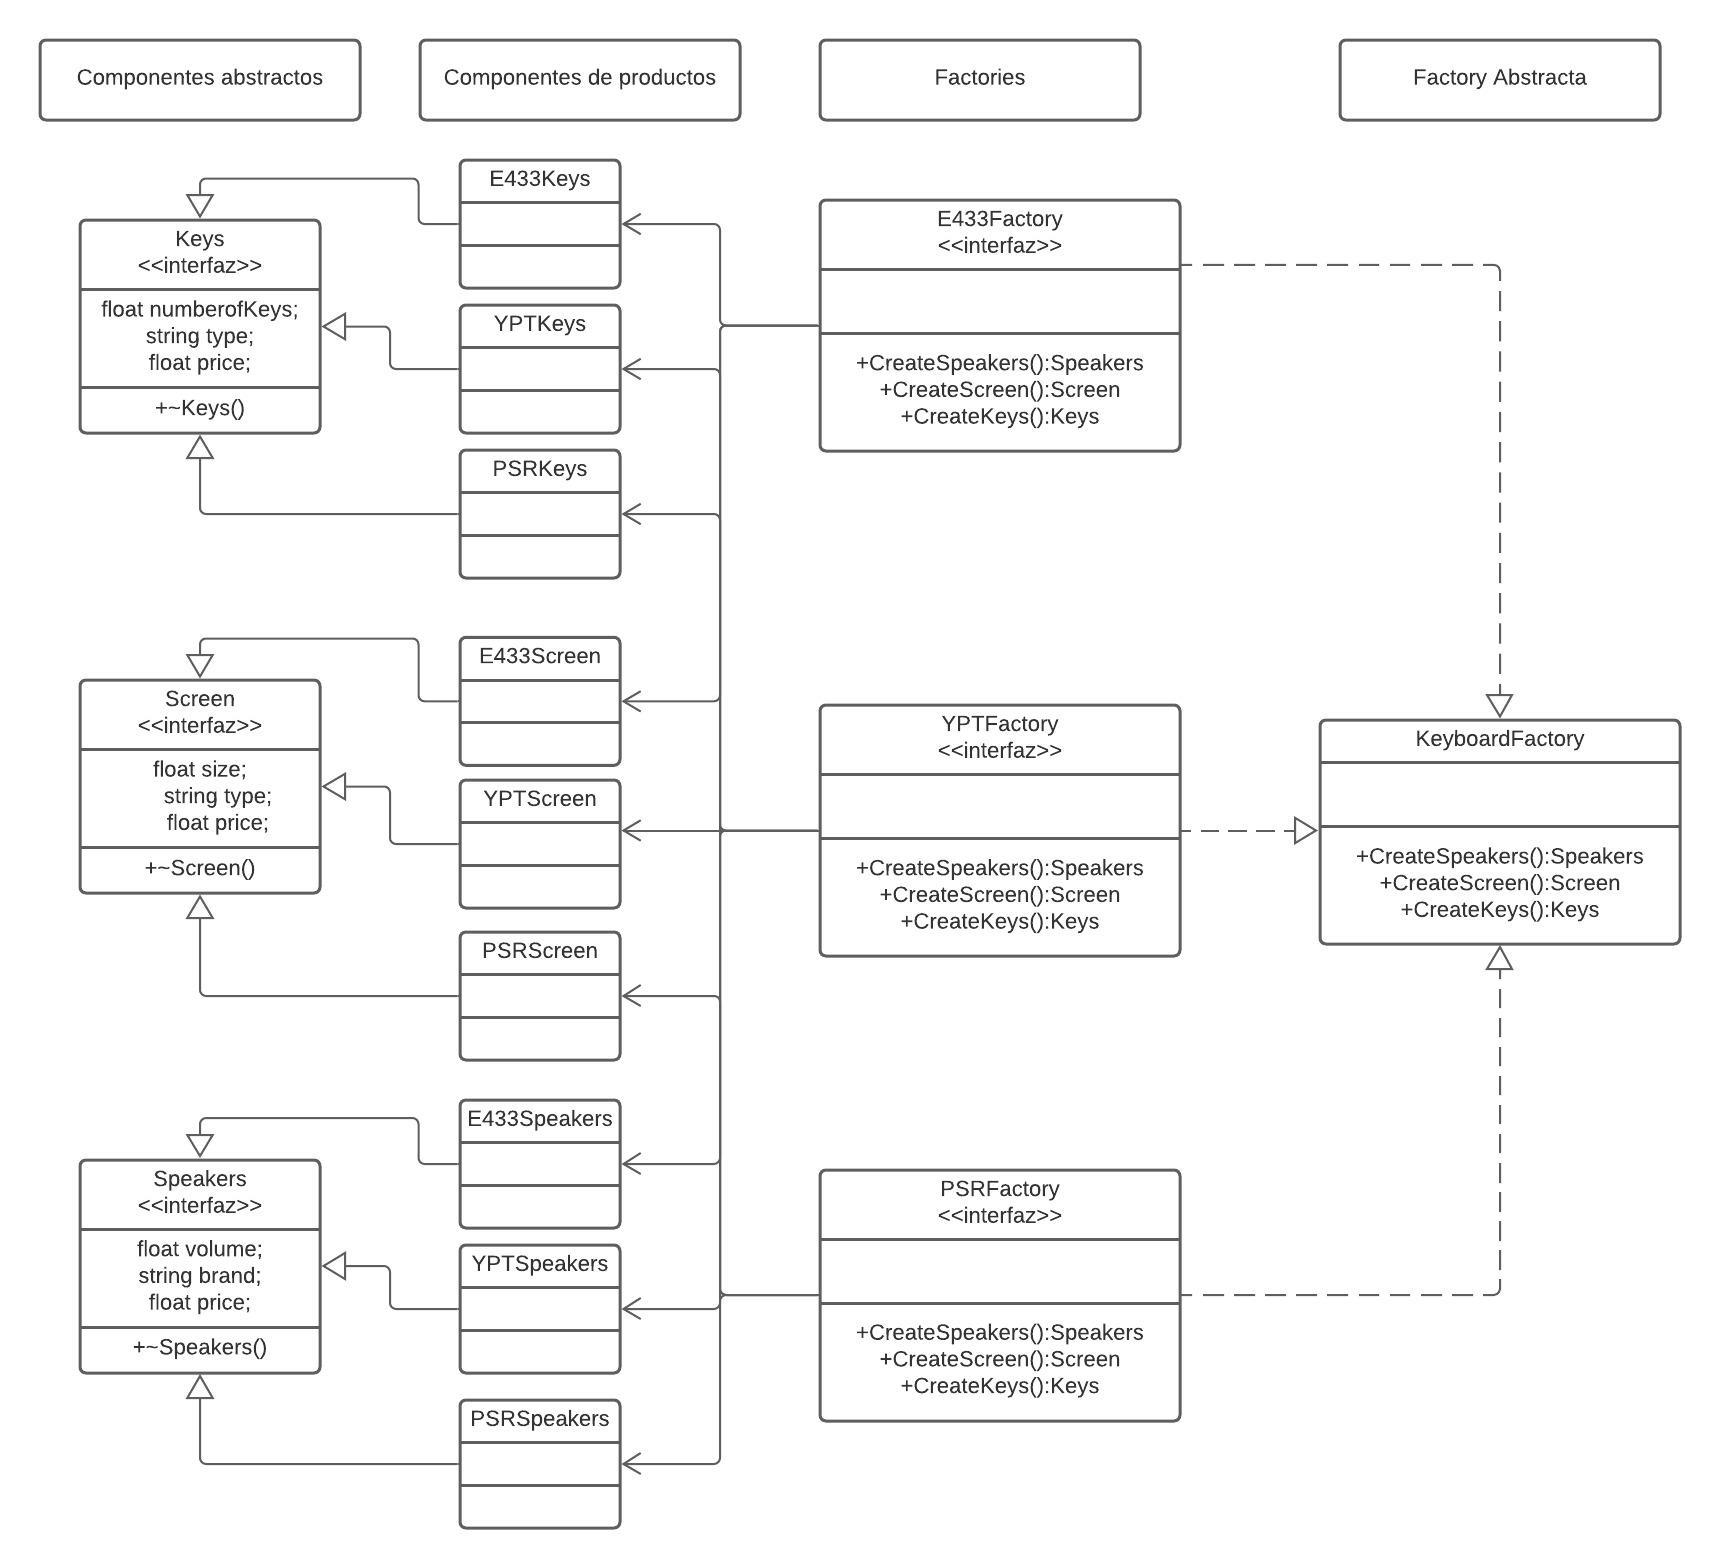 Componentes abstractos
Componentes de productos
Factories
Factory Abstracta
Keys
<<interfaz>>
float numberofKeys;
string type;
float price;
+~Keys()
E433Keys
YPTKeys
PSRKeys
E433Factory
<<interfaz>>
+CreateSpeakers():Speakers
+CreateScreen():Screen
+CreateKeys():Keys
Screen
<<interfaz>>
float size;
string type;
float price;
+~Screen()
E433Screen
YPTScreen
PSRScreen
YPTFactory
<<interfaz>>
+CreateSpeakers():Speakers
+CreateScreen():Screen
+CreateKeys():Keys
KeyboardFactory
+CreateSpeakers():Speakers
+CreateScreen():Screen
+CreateKeys():Keys
Speakers
<<interfaz>>
float volume;
string brand;
float price;
+~Speakers()
E433Speakers
YPTSpeakers
PSRSpeakers
PSRFactory
<<interfaz>>
+CreateSpeakers():Speakers
+CreateScreen():Screen
+CreateKeys():Keys